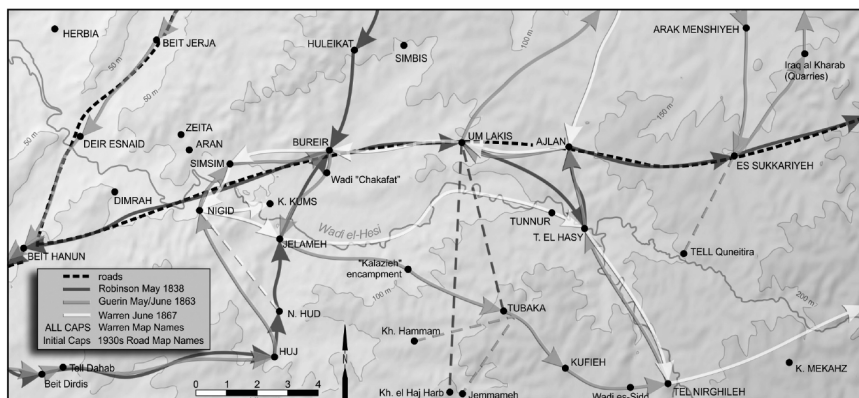 HERBIA
BEIT JERJA
HULEIKAT
SIMBIS
100 m
ARAK MENSHIYEH
Iraq al Kharab
(Quarries)
50 m
50 m
50 m
150 m
ZEITA
ARAN
DEIR ESNAID
BUREIR
UM LAKIS
AJLAN
SIMSIM
ES SUKKARIYEH
Wadi "Chakafat"
DIMRAH
K. KUMS
NIGID
Wadi el-Hesi
TUNNUR
T. EL HASY
JELAMEH
BEIT HANUN
TELL Quneitira
"Kalazieh"
encampment
100 m
200 m
roads
Robinson May 1838
Guerin May/June 1863
Warren June 1867
ALL CAPS Warren Map Names
Initial Caps 1930s Road Map Names
N. HUD
TUBAKA
Kh. Hammam
N
HUJ
KUFIEH
K. MEKAHZ
Tell Dahab
Beit Dirdis
0 1 2 3 4
Kh. el Haj Harb
Jemmameh
Wadi es-Sidd
TEL NIRGHILEH